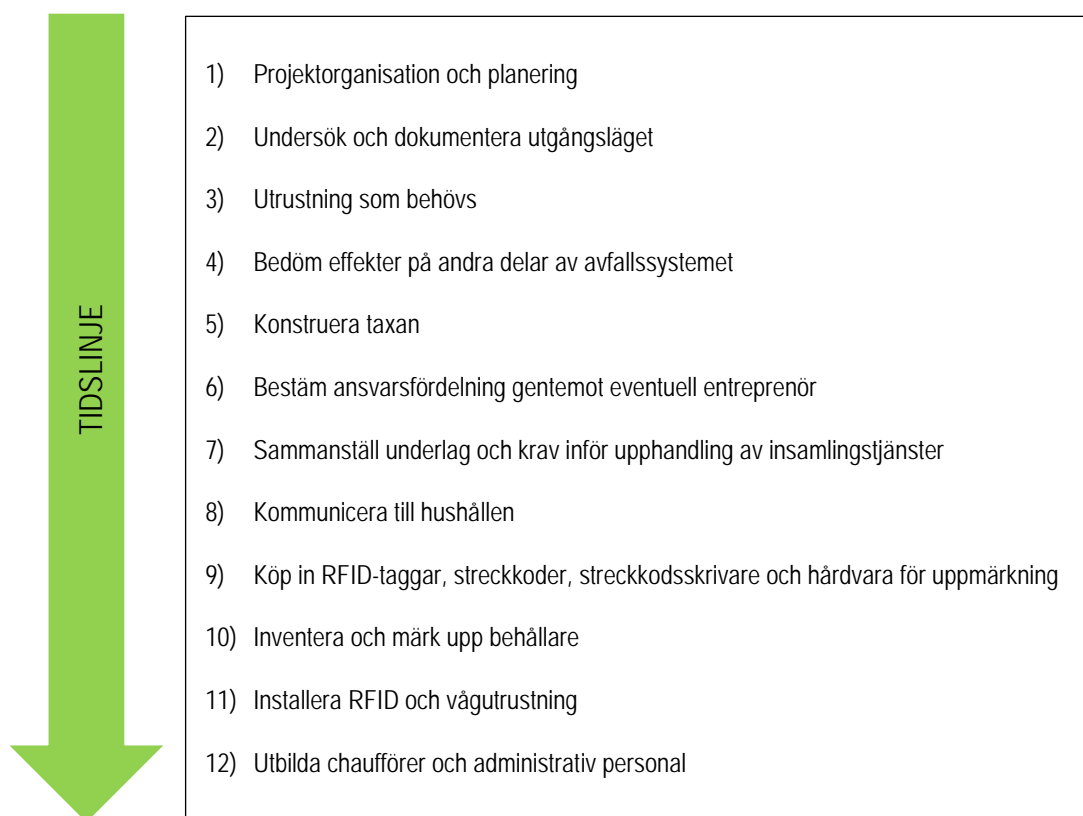 TIDSLINJE
1) Projektorganisation och planering
2) Undersök och dokumentera utgångsläget
3) Utrustning som behövs
4) Bedöm effekter på andra delar av avfallssystemet
5) Konstruera taxan
6) Bestäm ansvarsfördelning gentemot eventuell entreprenör
7) Sammanställ underlag och krav inför upphandling av insamlingstjänster
8) Kommunicera till hushållen
9) Köp in RFID-taggar, streckkoder, streckkodsskrivare och hårdvara för uppmärkning
10) Inventera och märk upp behållare
11) Installera RFID och vågutrustning
12) Utbilda chaufförer och administrativ personal